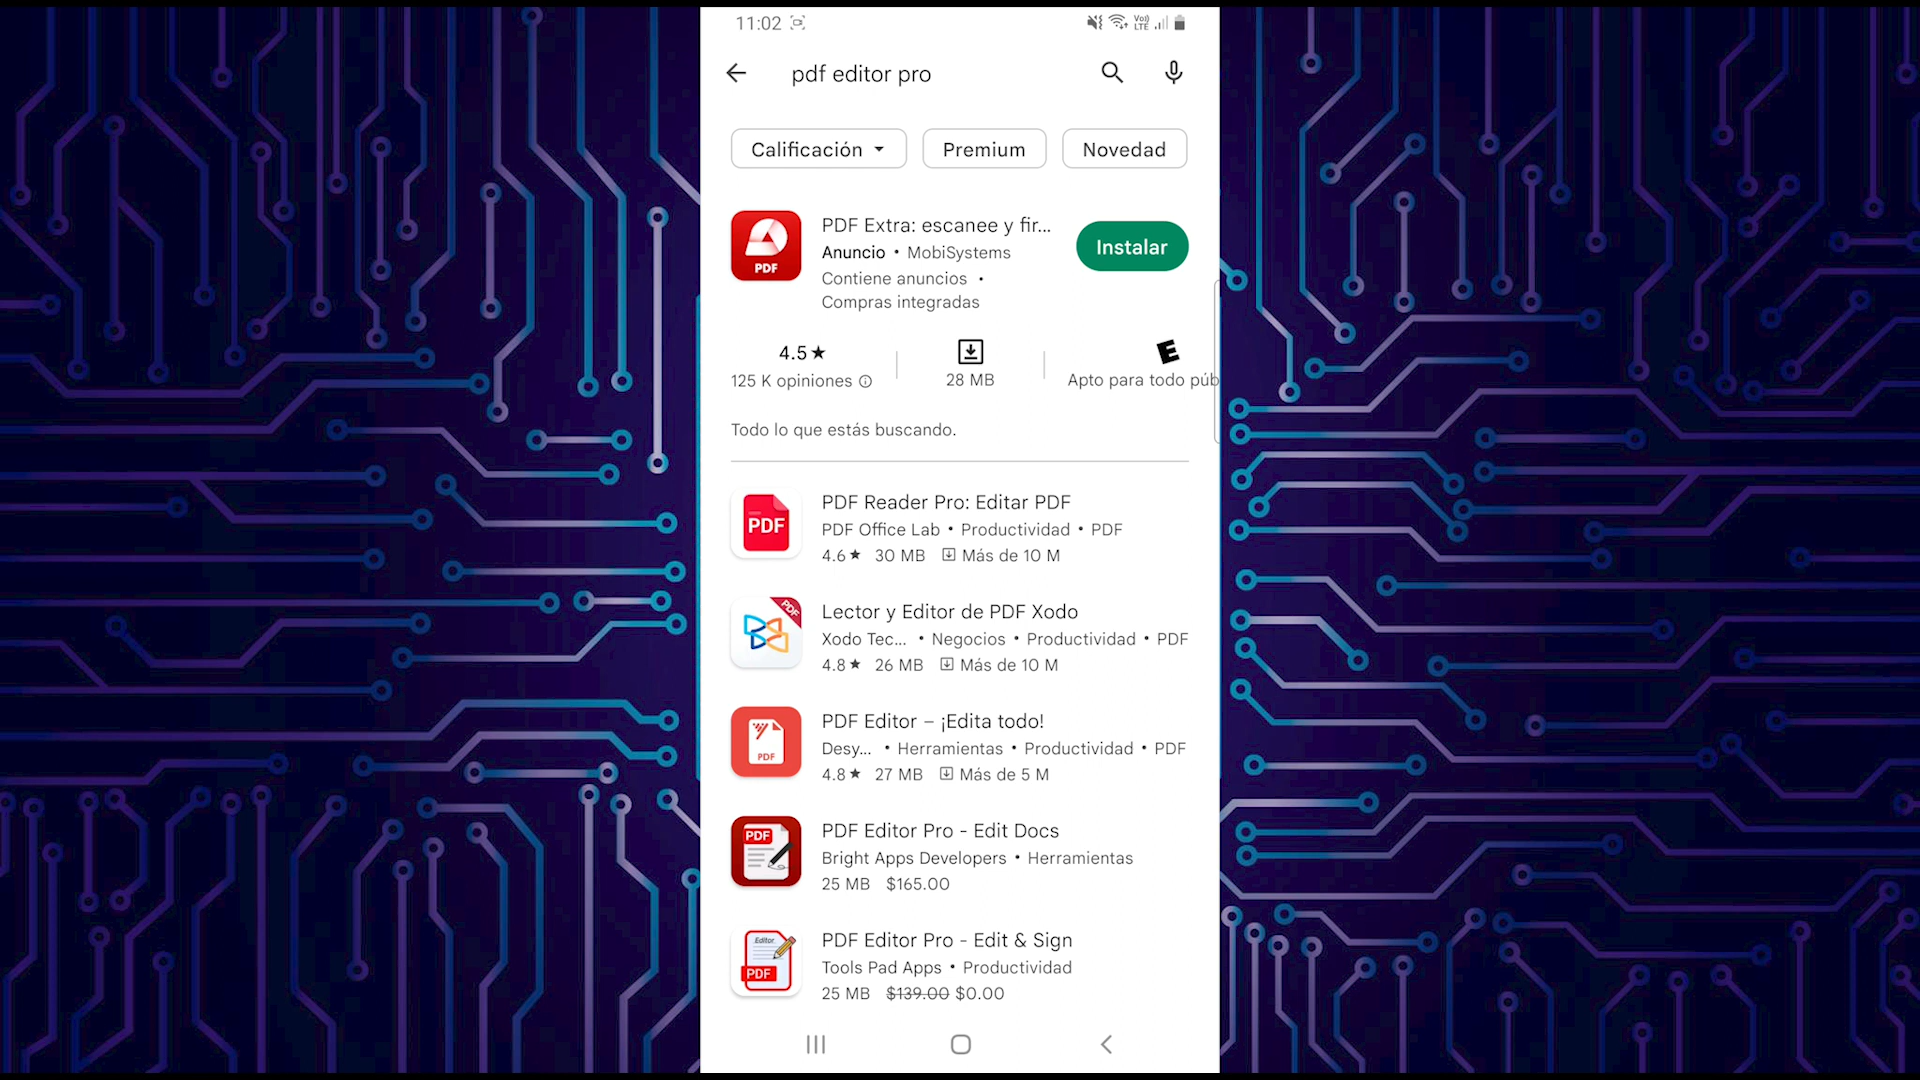 11:02
Vo))
LTE
pdf editor pro
Calificación
Premium
Novedad
PDF
PDF Extra: escanee y fir...
Anuncio • MobiSystems
Contiene anuncios •
Compras integradas
Instalar
4.5★
125 K opiniones
28 MB
E
Apto para todo púb
Todo lo que estás buscando.
PDF
PDF Reader Pro: Editar PDF
PDF Office Lab • Productividad • PDF
4.6★ 30 MB Más de 10 M
PDF
Lector y Editor de PDF Xodo
Xodo Tec... • Negocios • Productividad • PDF
4.8★ 26 MB Más de 10 M
PDF
PDF Editor – ¡Edita todo!
Desy... • Herramientas • Productividad • PDF
4.8★ 27 MB Más de 5 M
PDF
PDF Editor Pro - Edit Docs
Bright Apps Developers • Herramientas
25 MB $165.00
Editor
PDF
PDF Editor Pro - Edit & Sign
Tools Pad Apps • Productividad
25 MB $139.00 $0.00